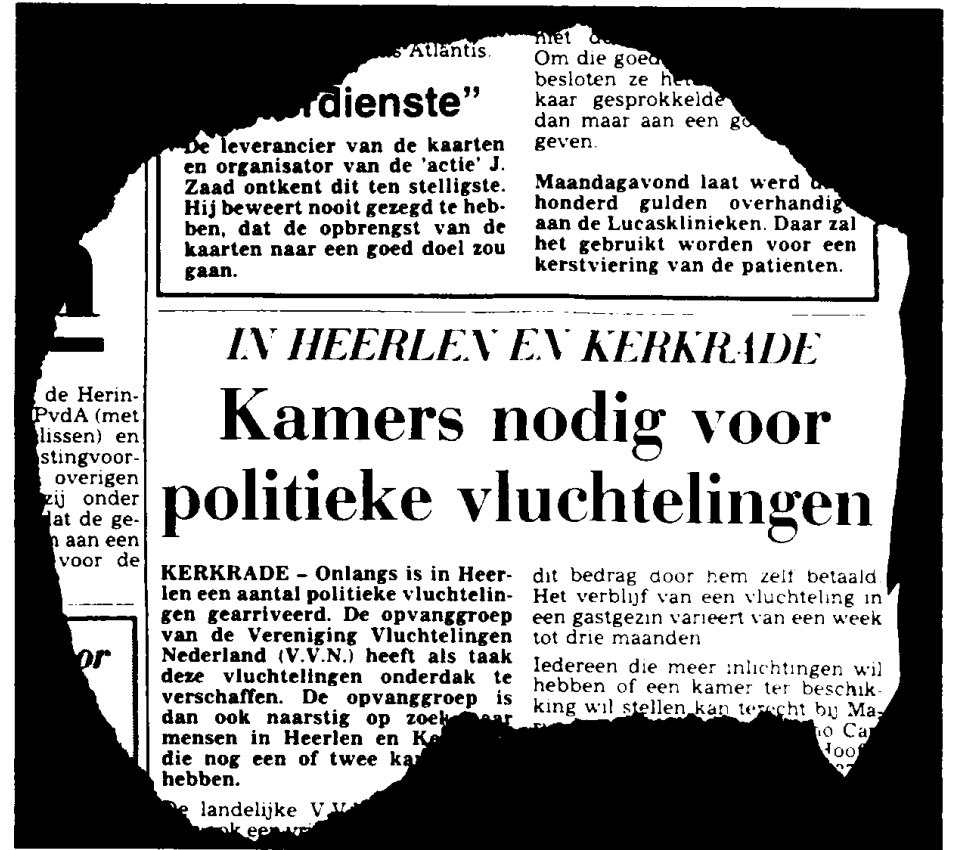 Atlantis.
dienste”
De leverancier van de kaarten
en organisator van de 'actie' J.
Zaad ontkent dit ten stelligste.
Hij beweert nooit gezegd te heb-
ben, dat de opbrengst van de
kaarten naar een goed doel zou
gaan.
niet
Om die goed
besloten ze
kaar gesprokkelde
dan maar aan een
geven.
Maandagavond laat werd
honderd gulden overhandig
aan de Lucasklinieken. Daar zal
het gebruikt worden voor een
kerstviering van de patienten.
de Herin-
PvdA (met
lissen) en
stingvoor-
overigen
zij onder
dat de ge-
aan een
voor de
or
IN HEERLEN EN KERKRADE
Kamers nodig voor
politieke vluchtelingen
KERKRADE – Onlangs is in Heer-
len een aantal politieke vluchtelin-
gen gearriveerd. De opvanggroep
van de Vereniging Vluchtelingen
Nederland (V.V.N.) heeft als taak
deze vluchtelingen onderdak te
verschaffen. De opvanggroep is
dan ook naarstig op zoek naar
mensen in Heerlen en
die nog een of twee
hebben.
De landelijke
dit bedrag door hem zelf betaald.
Het verblijf van een vluchteling in
een gastgezin varieert van een week
tot drie maanden
Iedereen die meer inlichtingen wil
hebben of een kamer ter beschik-
king wil stellen kan terecht bij Ma-